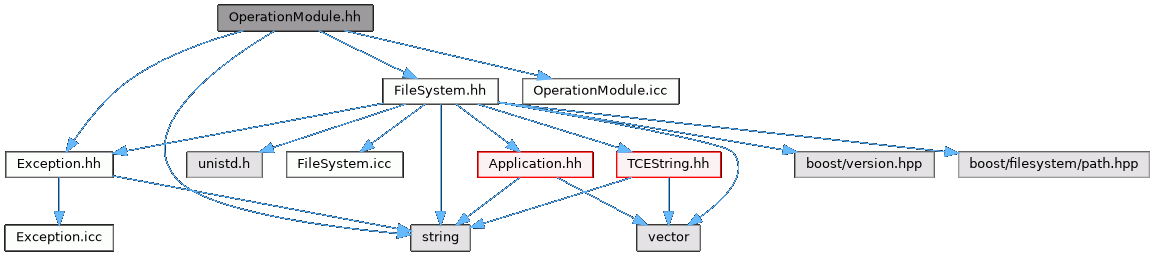 OperationModule.hh
FileSystem.hh
OperationModule.icc
Exception.hh
unistd.h
FileSystem.icc
Application.hh
TCEString.hh
boost/version.hpp
boost/filesystem/path.hpp
Exception.icc
string
vector